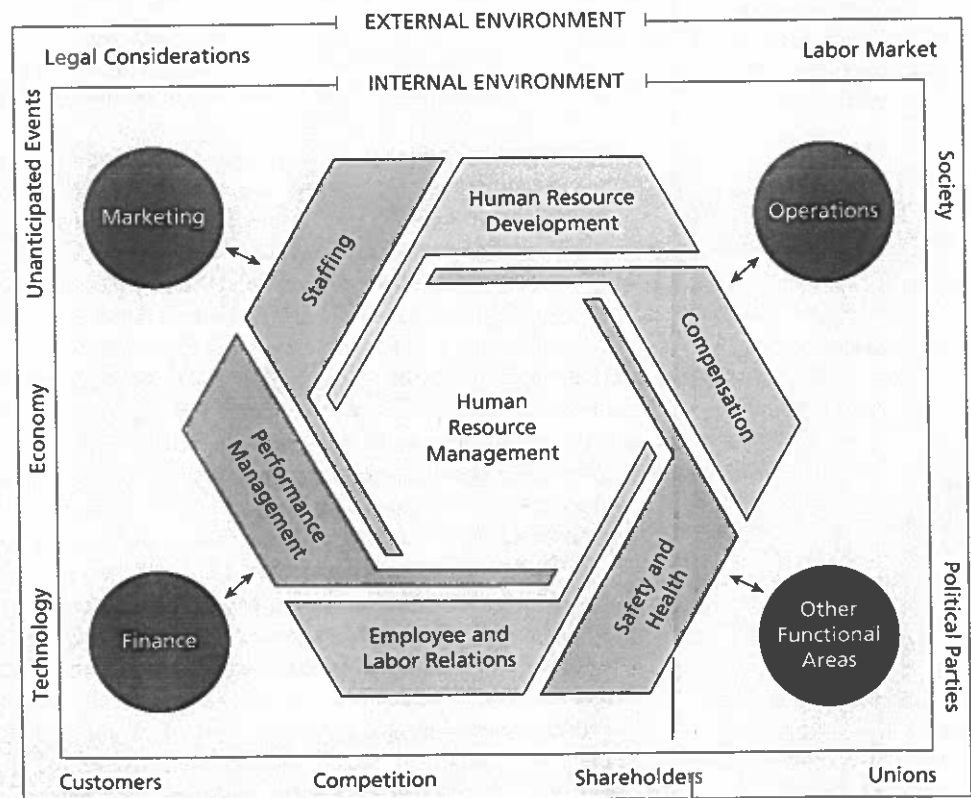 EXTERNAL ENVIRONMENT
Legal Considerations
Labor Market
INTERNAL ENVIRONMENT
Unanticipated Events
Economy
Technology
Marketing
Staffing
Human Resource
Development
Operations
Society
Compensation
Human
Resource
Management
Performance
Management
Finance
Employee and
Labor Relations
Safety and
Health
Other
Functional
Areas
Political Parties
Customers
Competition
Shareholders
Unions